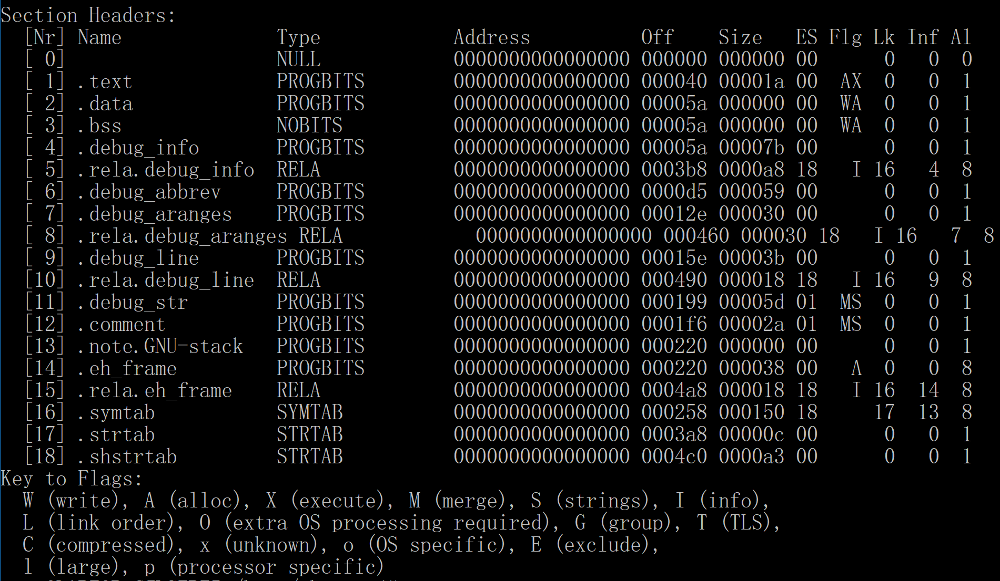 Section Headers:
  [Nr] Name              Type            Address          Off    Size   ES Flg Lk Inf Al
  [ 0]                   NULL            0000000000000000 000000 000000 00      0   0  0
  [ 1] .text             PROGBITS        0000000000000000 000040 00001a 00  AX  0   0  1
  [ 2] .data             PROGBITS        0000000000000000 00005a 000000 00  WA  0   0  1
  [ 3] .bss              NOBITS          0000000000000000 00005a 000000 00  WA  0   0  1
  [ 4] .debug_info       PROGBITS        0000000000000000 00005a 00007b 00      0   0  1
  [ 5] .rela.debug_info  RELA            0000000000000000 0003b8 0000a8 18   I 16   4  8
  [ 6] .debug_abbrev     PROGBITS        0000000000000000 0000d5 000059 00      0   0  1
  [ 7] .debug_aranges    PROGBITS        0000000000000000 00012e 000030 00      0   0  1
  [ 8] .rela.debug_aranges RELA            0000000000000000 000460 000030 18   I 16   7  8
  [ 9] .debug_line       PROGBITS        0000000000000000 00015e 00003b 00      0   0  1
  [10] .rela.debug_line  RELA            0000000000000000 000490 000018 18   I 16   9  8
  [11] .debug_str        PROGBITS        0000000000000000 000199 00005d 01  MS  0   0  1
  [12] .comment          PROGBITS        0000000000000000 0001f6 00002a 01  MS  0   0  1
  [13] .note.GNU-stack   PROGBITS        0000000000000000 000220 000000 00      0   0  1
  [14] .eh_frame         PROGBITS        0000000000000000 000220 000038 00   A  0   0  8
  [15] .rela.eh_frame    RELA            0000000000000000 0004a8 000018 18   I 16  14  8
  [16] .symtab           SYMTAB          0000000000000000 000258 000150 18     17  13  8
  [17] .strtab           STRTAB          0000000000000000 0003a8 00000c 00      0   0  1
  [18] .shstrtab         STRTAB          0000000000000000 0004c0 0000a3 00      0   0  1
Key to Flags:
  W (write), A (alloc), X (execute), M (merge), S (strings), I (info),
  L (link order), O (extra OS processing required), G (group), T (TLS),
  C (compressed), x (unknown), o (OS specific), E (exclude),
  l (large), p (processor specific)